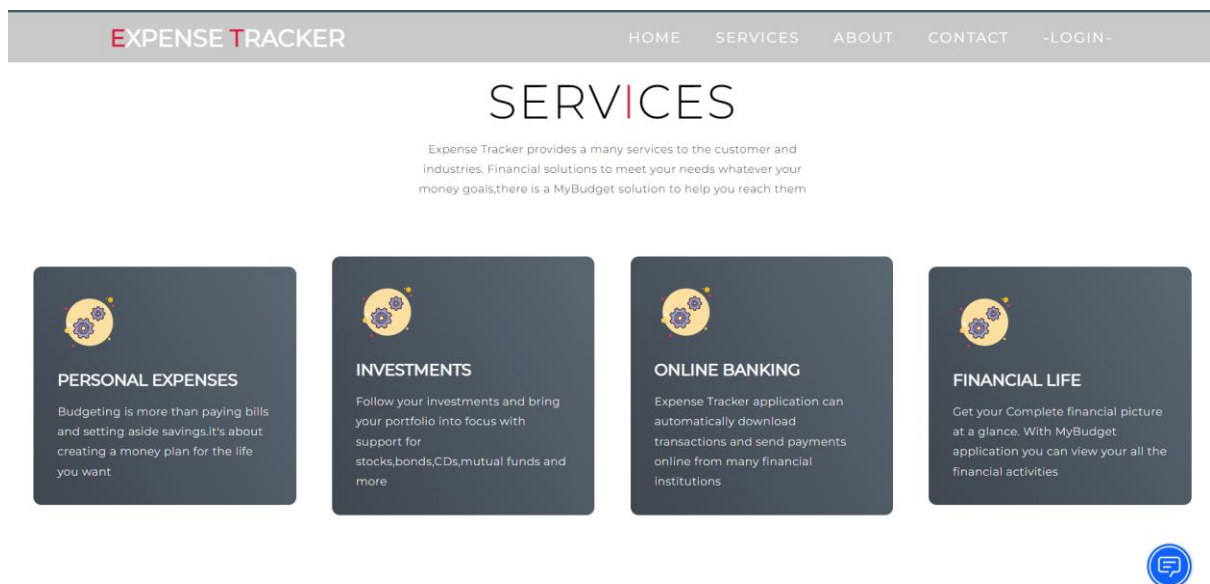 EXPENSE TRACKER
HOME SERVICES ABOUT CONTACT -LOGIN-
SERVICES
Expense Tracker provides a many services to the customer and
industries. Financial solutions to meet your needs whatever your
money goals,there is a MyBudget solution to help you reach them
PERSONAL EXPENSES
Budgeting is more than paying bills
and setting aside savings.it's about
creating a money plan for the life
you want
INVESTMENTS
Follow your investments and bring
your portfolio into focus with
support for
stocks,bonds,CDs,mutual funds and
more
ONLINE BANKING
Expense Tracker application can
automatically download
transactions and send payments
online from many financial
institutions
FINANCIAL LIFE
Get your Complete financial picture
at a glance. With MyBudget
application you can view your all the
financial activities